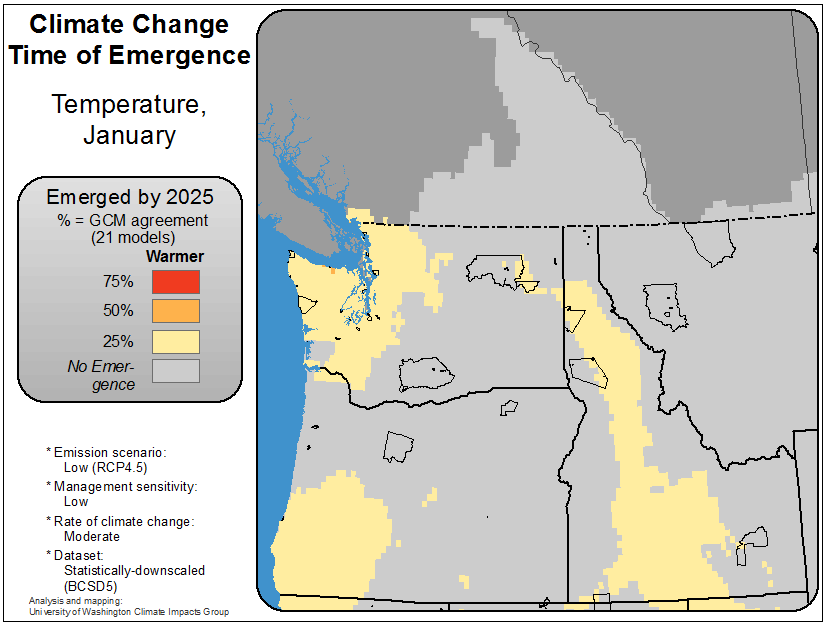 Climate Change
Time of Emergence
Temperature,
January
Emerged by 2025
% = GCM agreement
(21 models)
Warmer
75%
50%
25%
No Emer-
gence
* Emission scenario:
Low (RCP4.5)
* Management sensitivity:
Low
* Rate of climate change:
Moderate
* Dataset:
Statistically-downscaled
(BCSD5)
Analysis and mapping:
University of Washington Climate Impacts Group